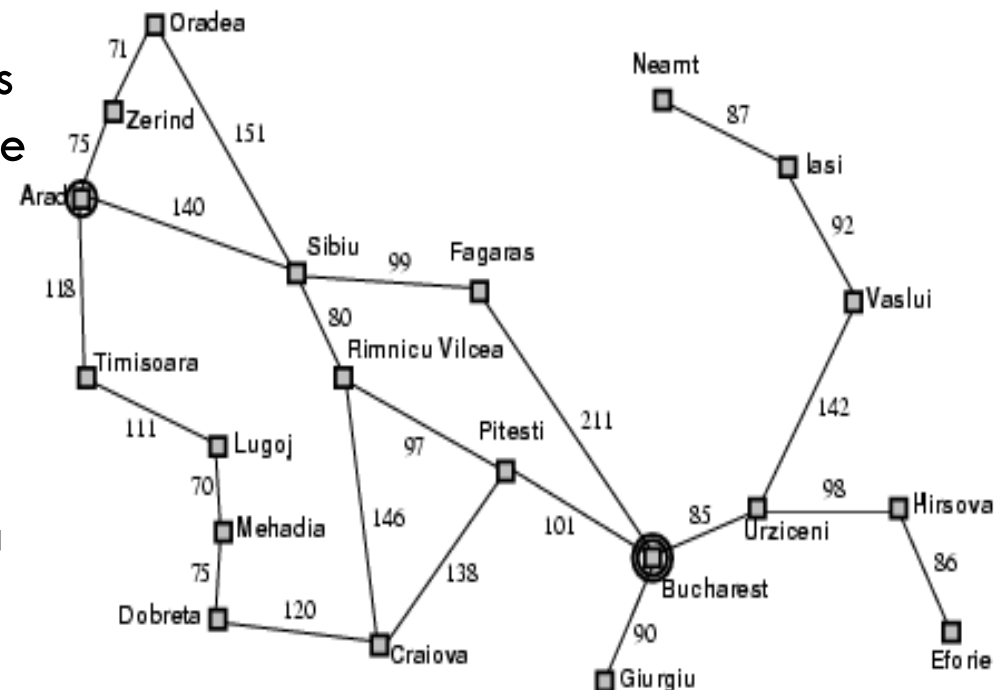 Oradea
71
Neamt
s
Zerind
87
e
75
151
Iasi
Arad
140
92
Sibiu
Fagaras
99
118
Vaslui
80
Rimnicu Vilcea
Timisoara
142
211
Pitesti
111
Lugoj
97
98
70
Hirsova
146
85
Mehadia
101
Urziceni
75
138
86
Bucharest
Dobreta
120
90
Craiova
Eforie
Giurgiu